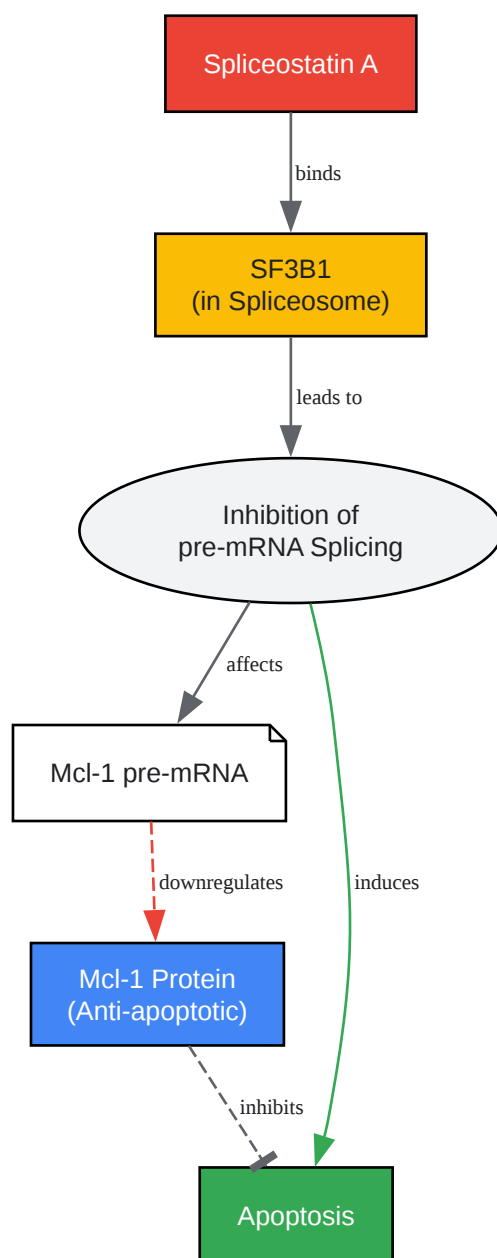 Spliceostatin A
binds
SF3B1
(in Spliceosome)
leads to
Inhibition of
pre-mRNA Splicing
affects
Mcl-1 pre-mRNA
downregulates
induces
Mcl-1 Protein
(Anti-apoptotic)
inhibits
Apoptosis